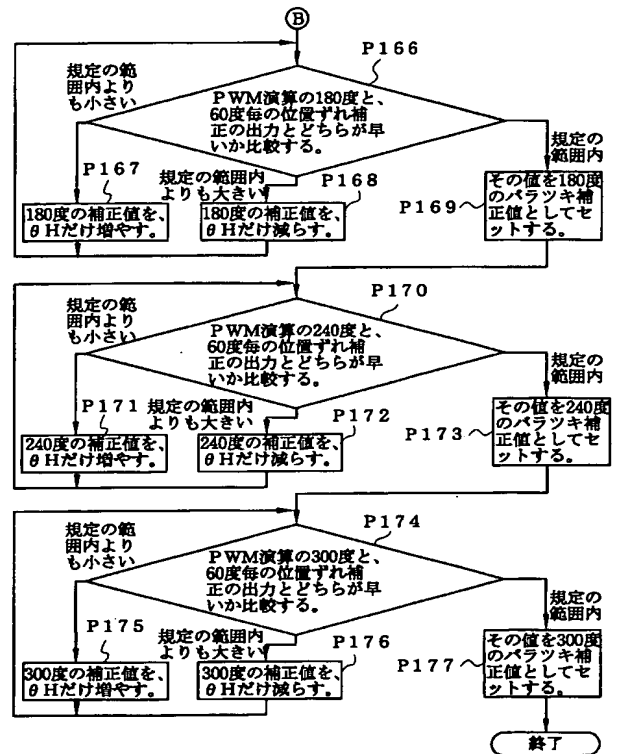 B
P166
規定の範
囲内より
も小さい
PWM演算の180度と、
60度毎の位置ずれ補
正の出力とどちらが早
いか比較する。
規定の
範囲内
P167
規定の範囲内
よりも大きい
P168
180度の補正値を、
θHだけ増やす。
180度の補正値を、
θHだけ減らす。
P169
その値を180度
のバラツキ補
正値としてセ
ットする。
P170
規定の範
囲内より
も小さい
PWM演算の240度と、
60度毎の位置ずれ補
正の出力とどちらが早
いか比較する。
規定の
範囲内
P171
規定の範囲内
よりも大きい
P172
240度の補正値を、
θHだけ増やす。
240度の補正値を、
θHだけ減らす。
P173
その値を240度
のバラツキ補
正値としてセ
ットする。
P174
規定の範
囲内より
も小さい
PWM演算の300度と、
60度毎の位置ずれ補
正の出力とどちらが早
いか比較する。
規定の
範囲内
P175
規定の範囲内
よりも大きい
P176
300度の補正値を、
θHだけ増やす。
300度の補正値を、
θHだけ減らす。
P177
その値を300度
のバラツキ補
正値としてセ
ットする。
終了